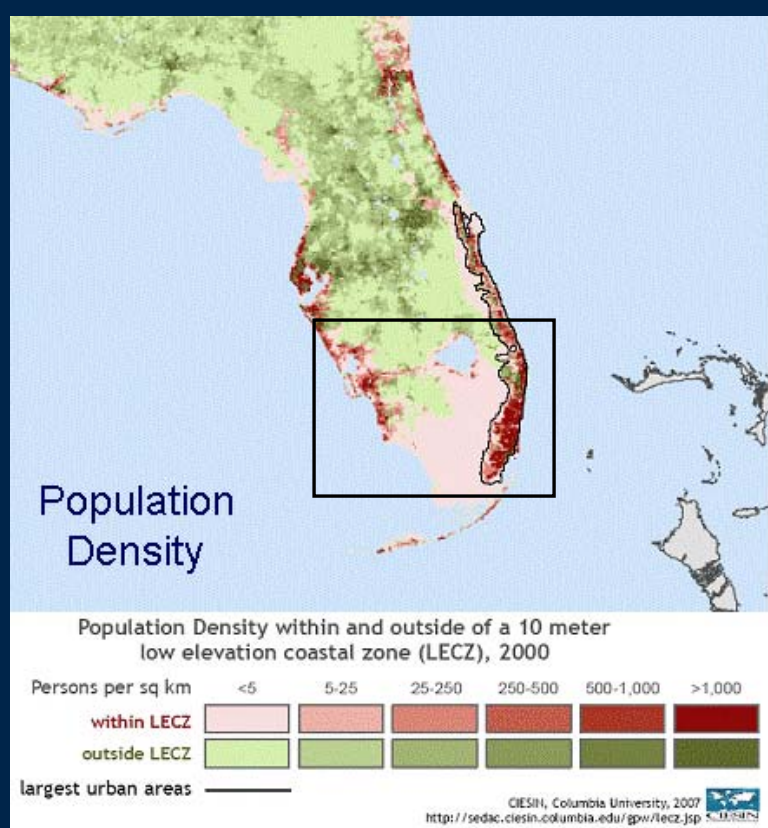 Population
Density
Population Density within and outside of a 10 meter
low elevation coastal zone (LECZ), 2000
Persons per sq km <5 5-25 25-250 250-500 500-1,000 >1,000
within LECZ
outside LECZ
largest urban areas
CIESIN, Columbia University, 2007
http://sedac.ciesin.columbia.edu/gpw/lecz.jsp
CIESIN